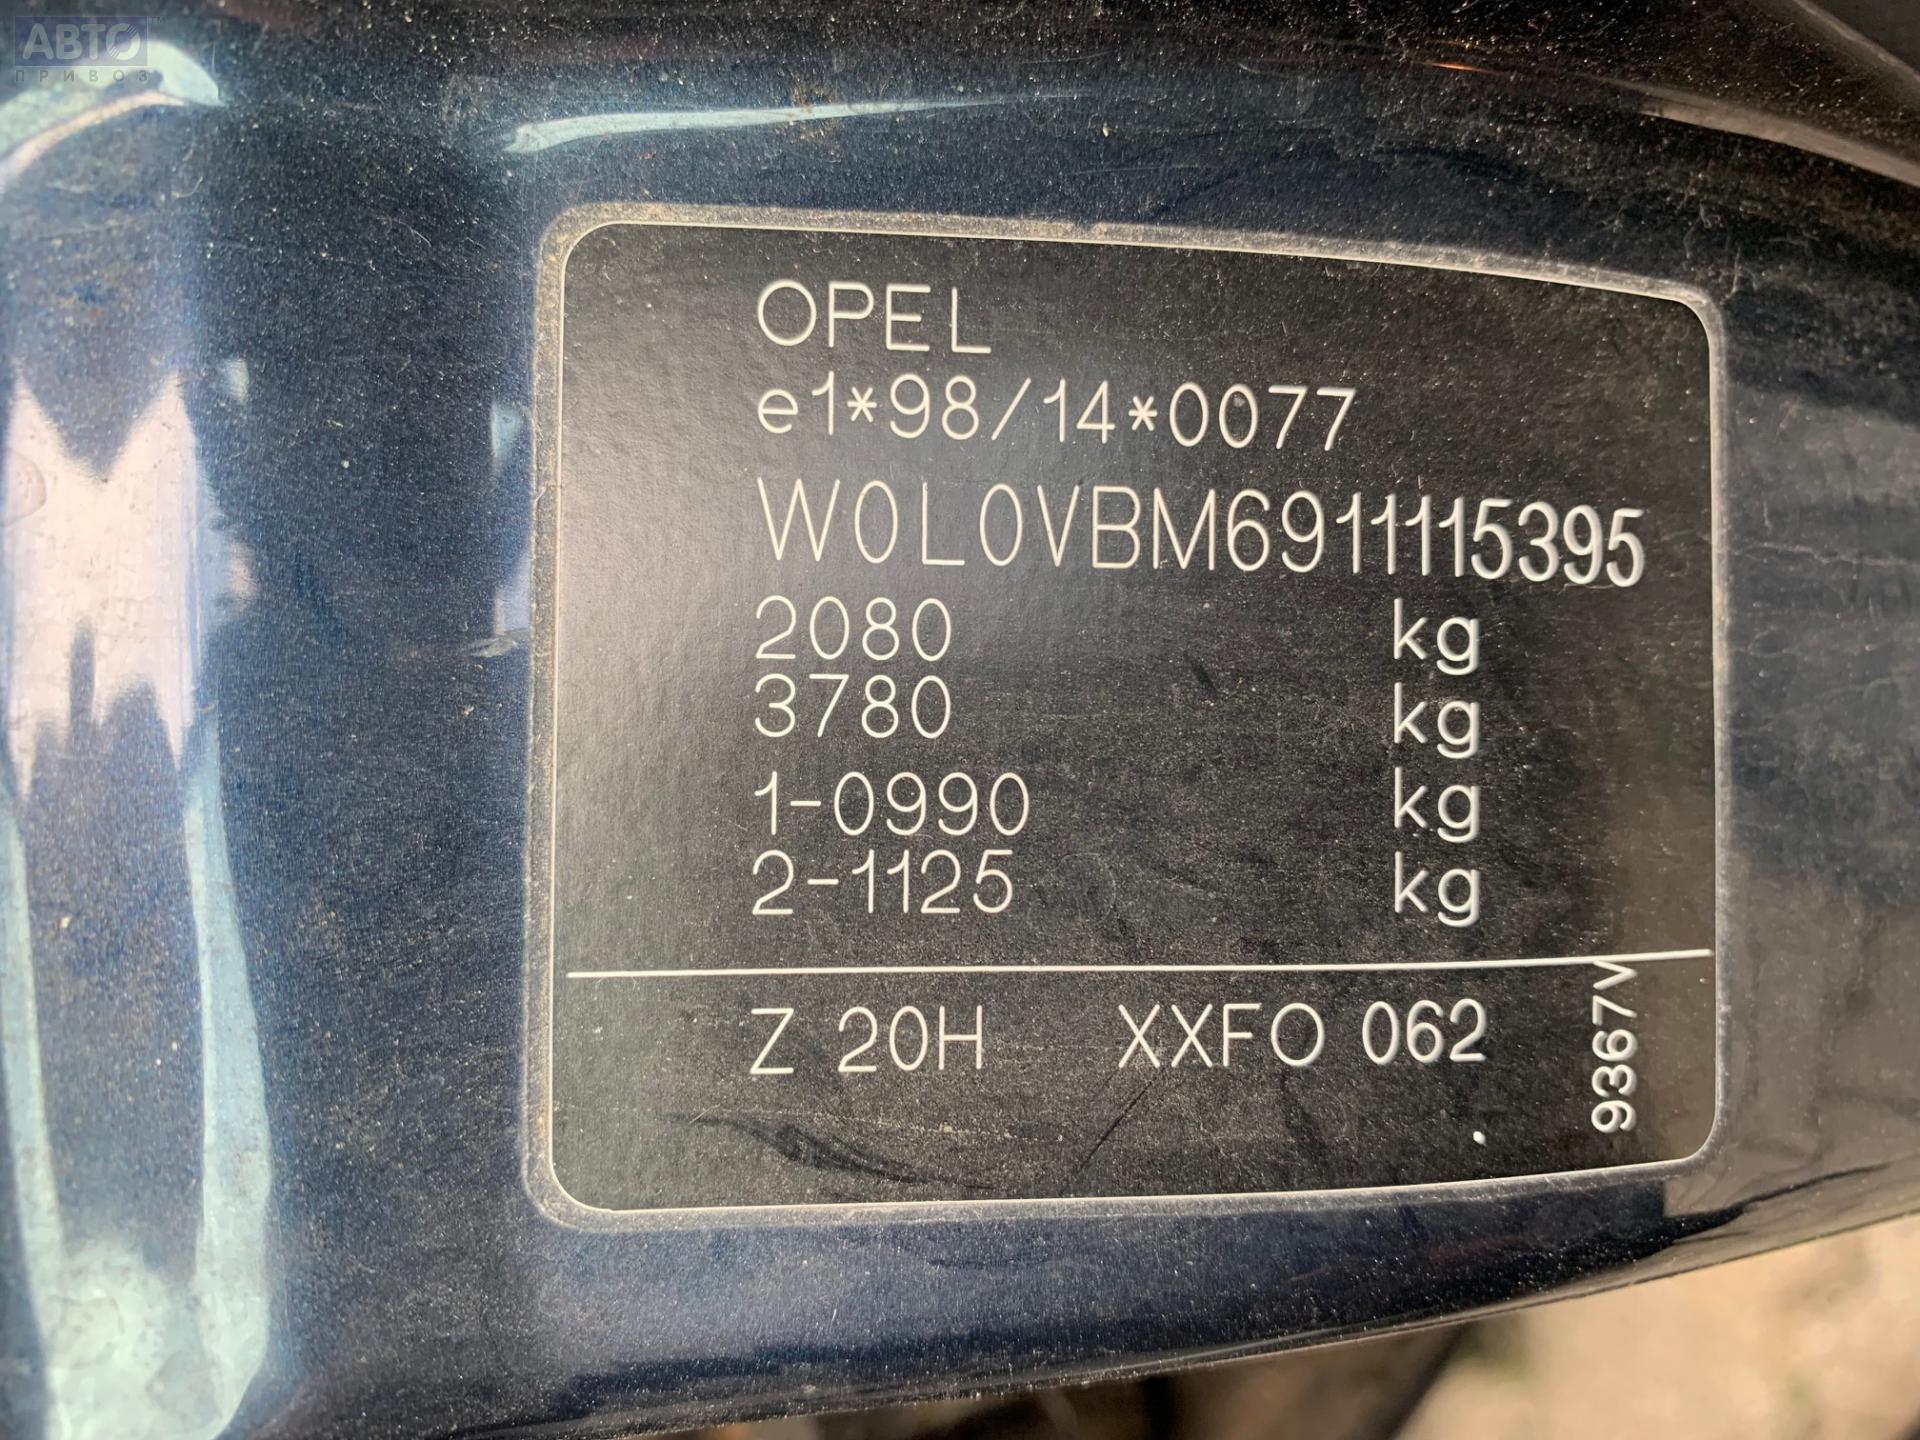 АВТО
ПРИВОЗ
OPEL
e1*98/14*0077
W0L0VBM6911115395
2080 kg
3780 kg
1-0990 kg
2-1125 kg
Z 20H XXFO 062
9367V